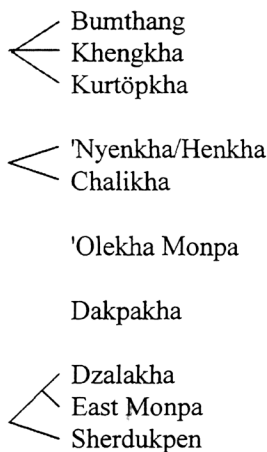 Bumthang
Khengkha
Kurtöpkha
'Nyenkha/Henkha
Chalikha
'Olekha Monpa
Dakpakha
Dzalakha
East Monpa
Sherdukpen